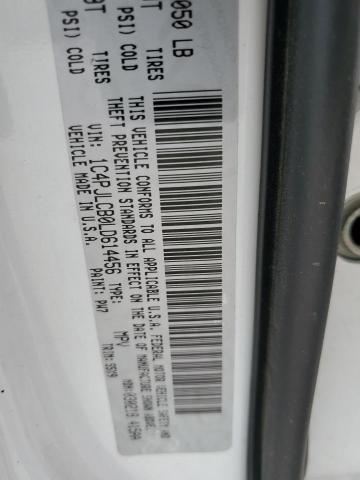 050 LB
T TIRES
PSI) COLD
T TIRES
PSI) COLD
THIS VEHICLE CONFORMS TO ALL APPLICABLE U.S.A. FEDERAL MOTOR VEHICLE SAFETY AND
THEFT PREVENTION STANDARDS IN EFFECT ON THE DATE OF MANUFACTURE SHOWN ABOVE.
VIN: 1C4PJLCB0LD614456 TYPE: MPV
VEHICLE MADE IN U.S.A. PAINT: PW7 TRIM: